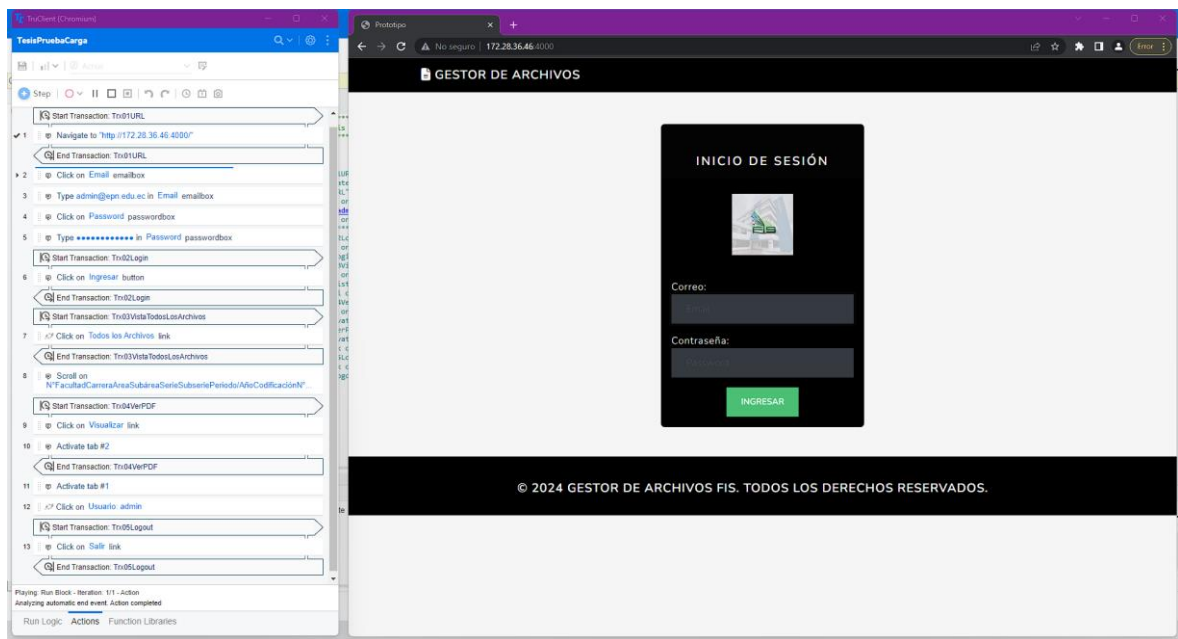 TruClient (Chromium)
TesisPruebaCarga
Action
Step
Start Transaction: Trx01URL
1 Navigate to "http://172.28.36.46:4000/"
End Transaction: Trx01URL
2 Click on Email emailbox
3 Type admin@epn.edu.ec in Email emailbox
4 Click on Password passwordbox
5 Type •••••••••••• in Password passwordbox
Start Transaction: Trx02Login
6 Click on Ingresar button
End Transaction: Trx02Login
Start Transaction: Trx03VistaTodosLosArchivos
7 Click on Todos los Archivos link
End Transaction: Trx03VistaTodosLosArchivos
8 Scroll on
N°FacultadCarreraÁreaSubáreaSerieSubseriePeriodo/AñoCodificaciónN°...
Start Transaction: Trx04VerPDF
9 Click on Visualizar link
10 Activate tab #2
End Transaction: Trx04VerPDF
11 Activate tab #1
12 Click on Usuario: admin
Start Transaction: Trx05Logout
13 Click on Salir link
End Transaction: Trx05Logout
Playing: Run Block - Iteration: 1/1 - Action
Analyzing automatic end event. Action completed
Run Logic Actions Function Libraries
Prototipo
No seguro 172.28.36.46:4000
Error
GESTOR DE ARCHIVOS
INICIO DE SESIÓN
Correo:
Email
Contraseña:
Password
INGRESAR
© 2024 GESTOR DE ARCHIVOS FIS. TODOS LOS DERECHOS RESERVADOS.